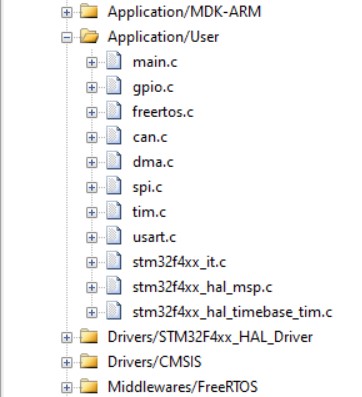 Application/MDK-ARM
Application/User
main.c
gpio.c
freertos.c
can.c
dma.c
spi.c
tim.c
usart.c
stm32f4xx_it.c
stm32f4xx_hal_msp.c
stm32f4xx_hal_timebase_tim.c
Drivers/STM32F4xx_HAL_Driver
Drivers/CMSIS
Middlewares/FreeRTOS